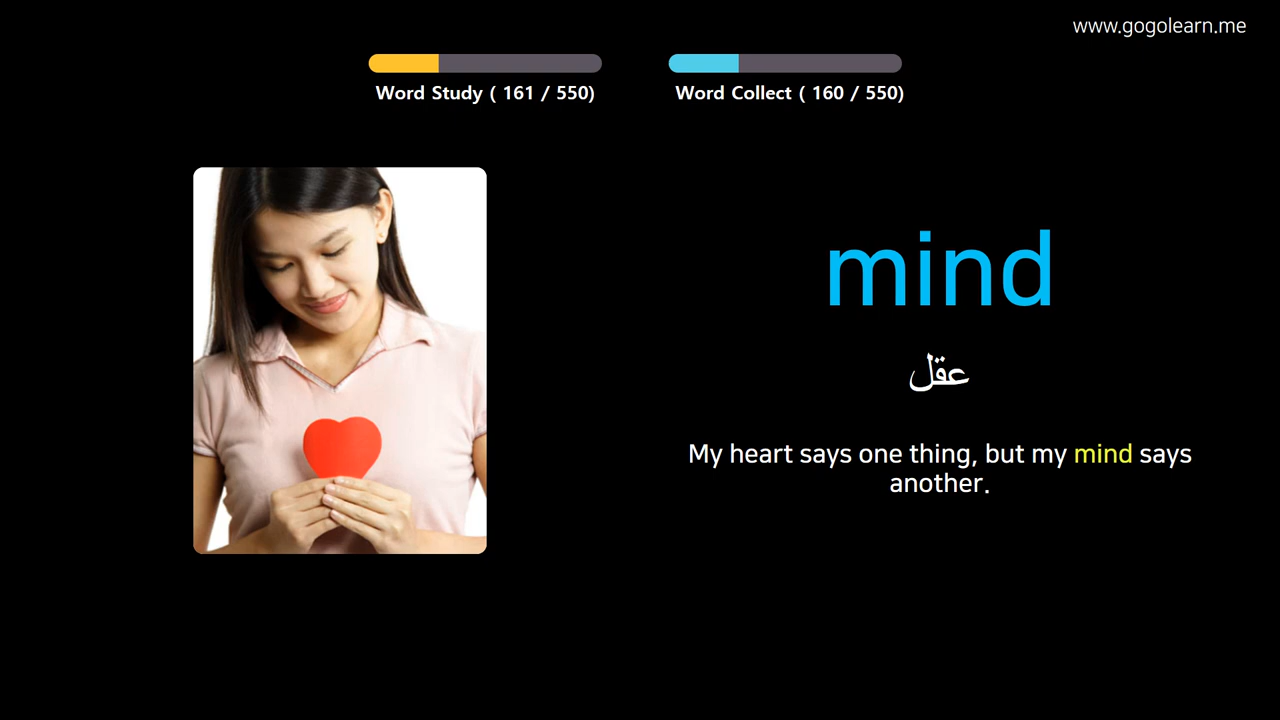 www.gogolearn.me
Word Study ( 161 / 550)
Word Collect ( 160 / 550)
mind
عقل
My heart says one thing, but my mind says
another.